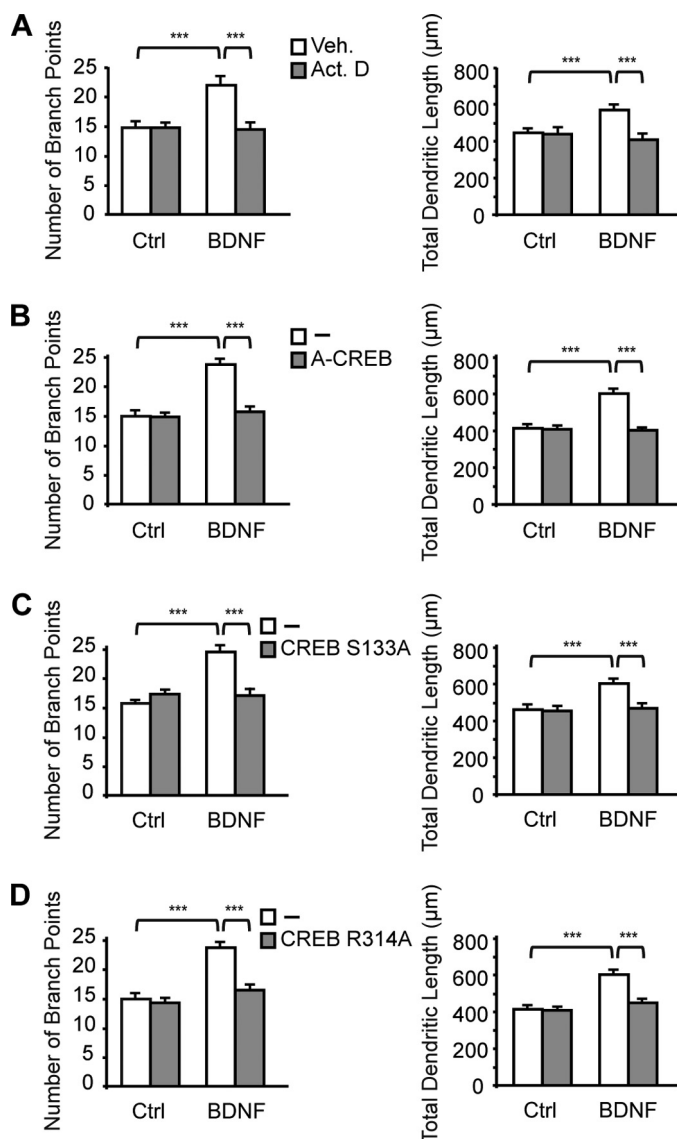 A
Number of Branch Points
25
20
15
10
5
0
Ctrl
BDNF
***
***
Veh.
Act. D
Total Dendritic Length (µm)
800
600
400
200
0
Ctrl
BDNF
***
***
B
Number of Branch Points
25
20
15
10
5
0
Ctrl
BDNF
***
***
–
A-CREB
Total Dendritic Length (µm)
800
600
400
200
0
Ctrl
BDNF
***
***
C
Number of Branch Points
25
20
15
10
5
0
Ctrl
BDNF
***
***
–
CREB S133A
Total Dendritic Length (µm)
800
600
400
200
0
Ctrl
BDNF
***
***
D
Number of Branch Points
25
20
15
10
5
0
Ctrl
BDNF
***
***
–
CREB R314A
Total Dendritic Length (µm)
800
600
400
200
0
Ctrl
BDNF
***
***